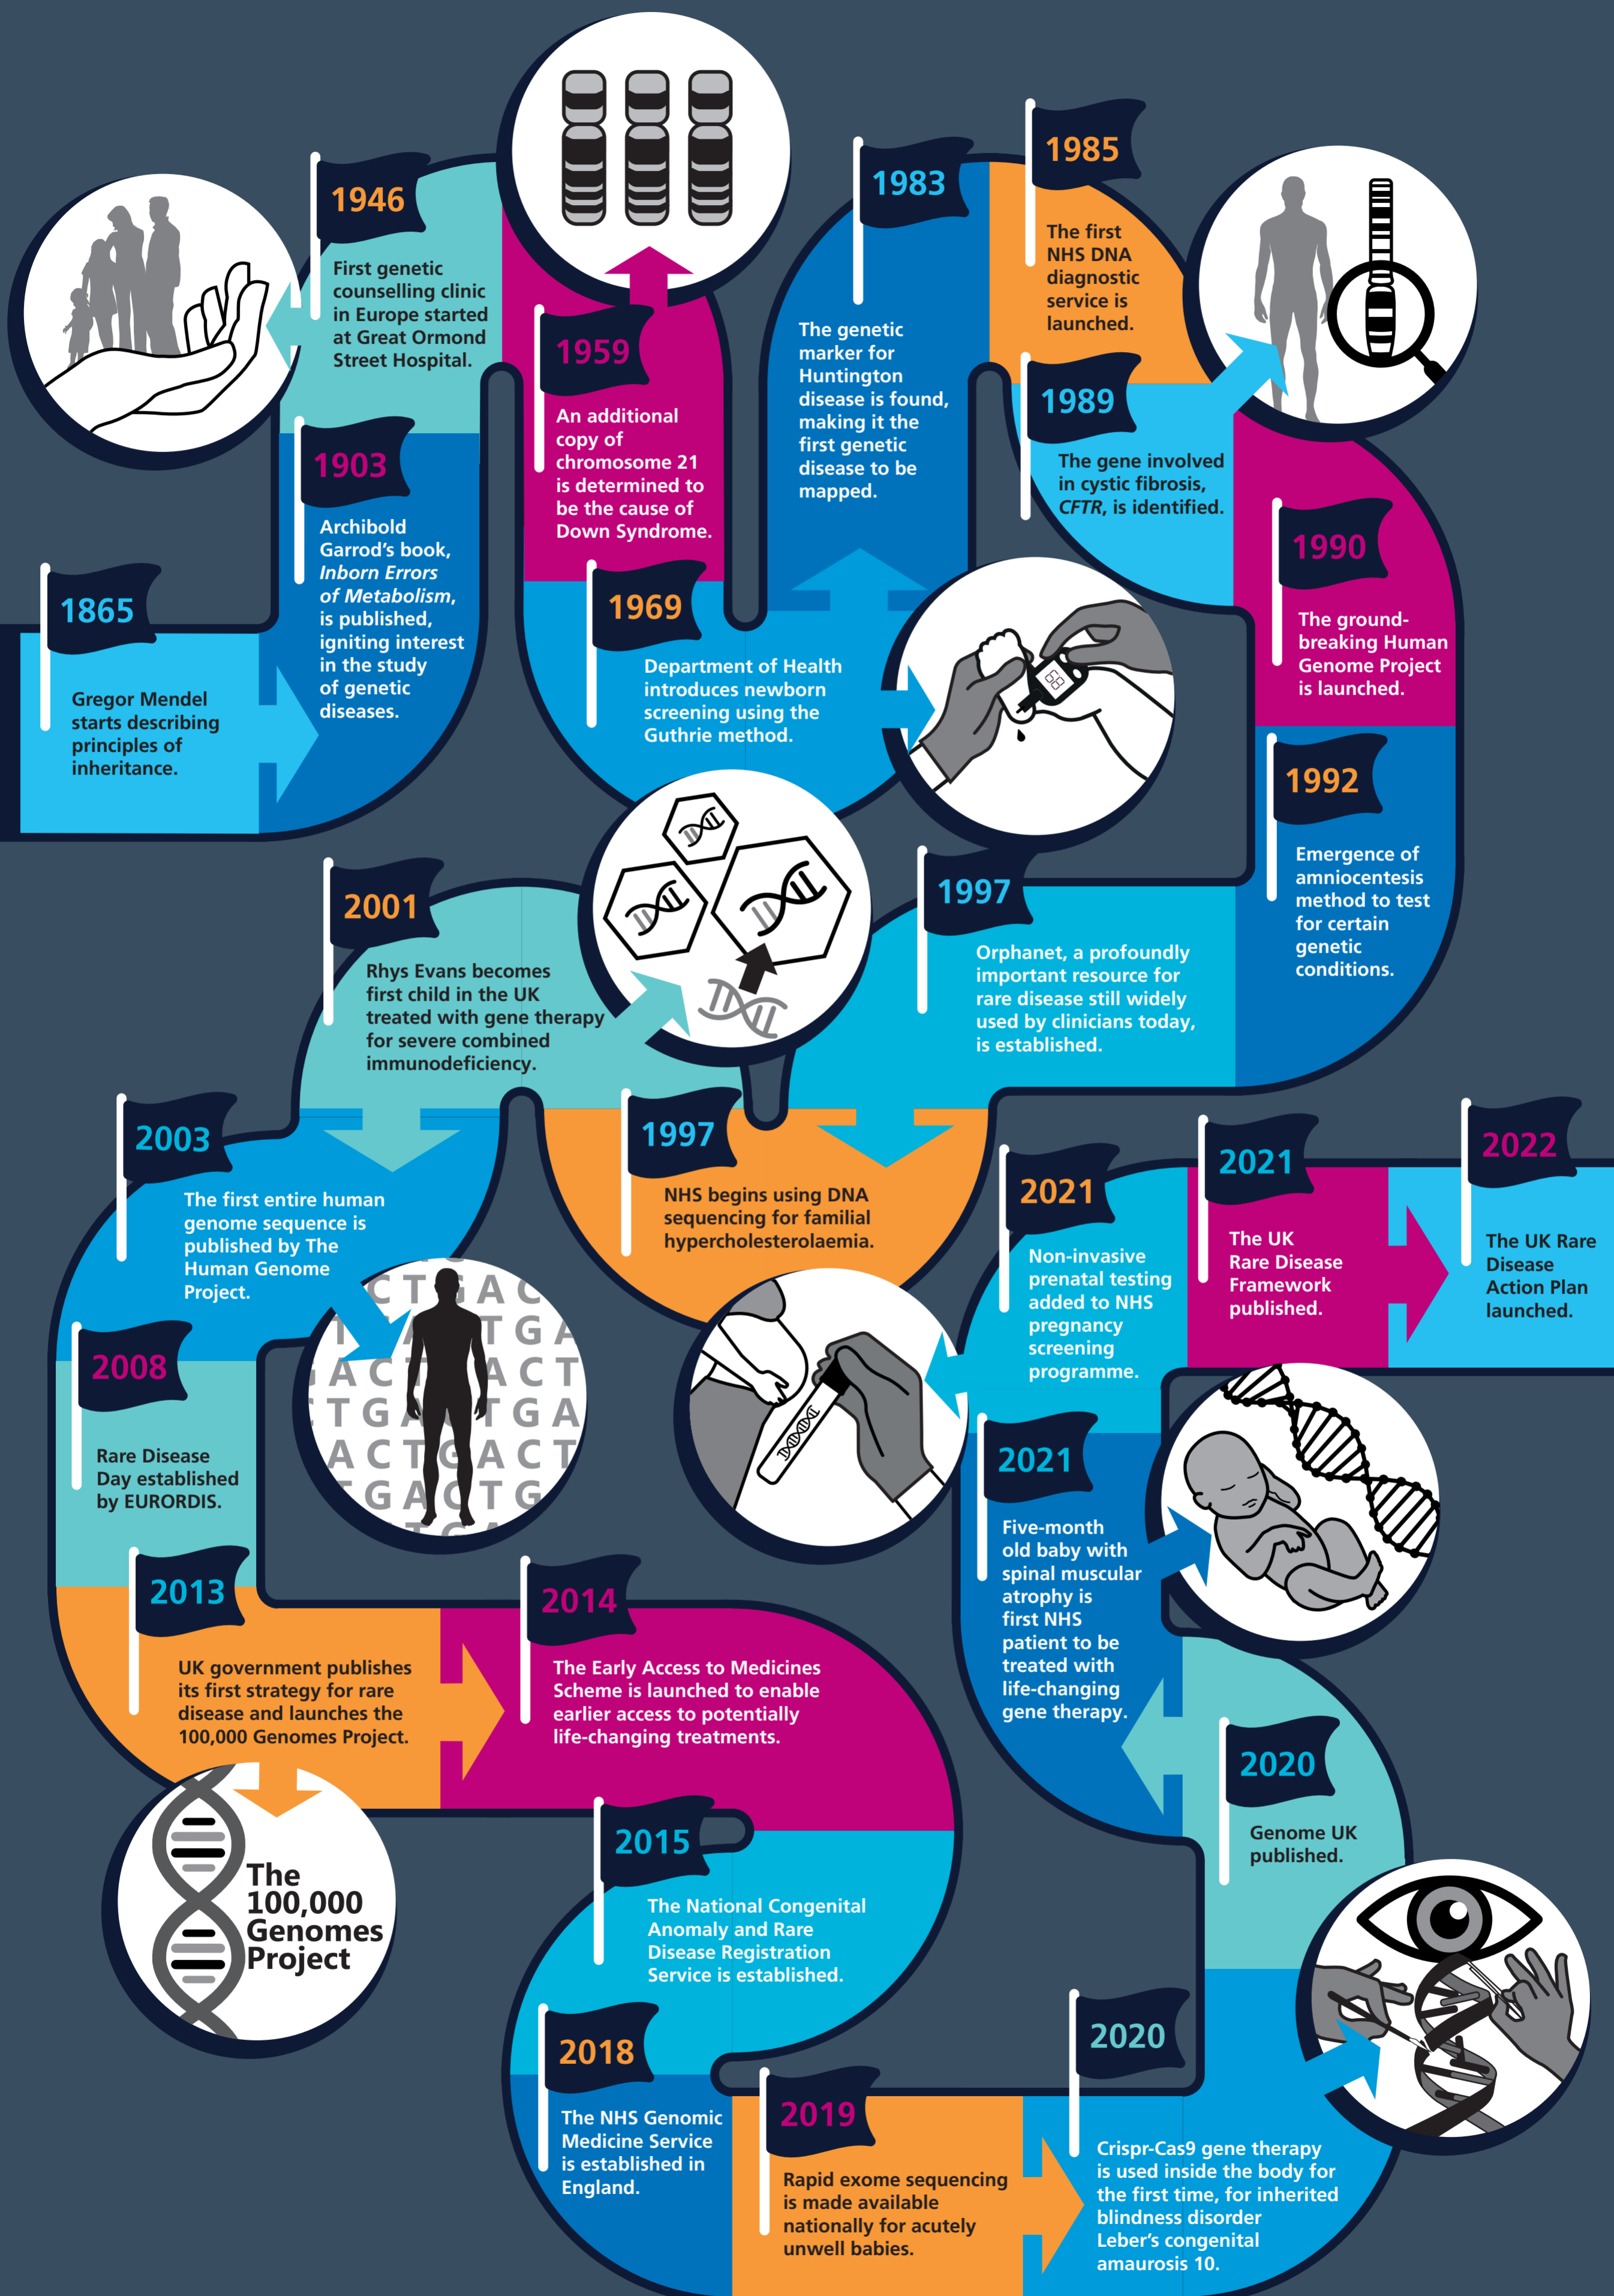 1865
Gregor Mendel
starts describing
principles of
inheritance.
1903
Archibold
Garrod's book,
Inborn Errors
of Metabolism,
is published,
igniting interest
in the study
of genetic
diseases.
1946
First genetic
counselling clinic
in Europe started
at Great Ormond
Street Hospital.
1959
An additional
copy of
chromosome 21
is determined to
be the cause of
Down Syndrome.
1969
Department of Health
introduces newborn
screening using the
Guthrie method.
1983
The genetic
marker for
Huntington
disease is found,
making it the
first genetic
disease to be
mapped.
1985
The first
NHS DNA
diagnostic
service is
launched.
1989
The gene involved
in cystic fibrosis,
CFTR, is identified.
1990
The ground-
breaking Human
Genome Project
is launched.
1992
Emergence of
amniocentesis
method to test
for certain
genetic
conditions.
1997
Orphanet, a profoundly
important resource for
rare disease still widely
used by clinicians today,
is established.
1997
NHS begins using DNA
sequencing for familial
hypercholesterolaemia.
2001
Rhys Evans becomes
first child in the UK
treated with gene therapy
for severe combined
immunodeficiency.
2003
The first entire human
genome sequence is
published by The
Human Genome
Project.
2008
Rare Disease
Day established
by EURORDIS.
2013
UK government publishes
its first strategy for rare
disease and launches the
100,000 Genomes Project.
The
100,000
Genomes
Project
2014
The Early Access to Medicines
Scheme is launched to enable
earlier access to potentially
life-changing treatments.
2015
The National Congenital
Anomaly and Rare
Disease Registration
Service is established.
2018
The NHS Genomic
Medicine Service
is established in
England.
2019
Rapid exome sequencing
is made available
nationally for acutely
unwell babies.
2020
Crispr-Cas9 gene therapy
is used inside the body for
the first time, for inherited
blindness disorder
Leber's congenital
amaurosis 10.
2020
Genome UK
published.
2021
Five-month
old baby with
spinal muscular
atrophy is
first NHS
patient to be
treated with
life-changing
gene therapy.
2021
Non-invasive
prenatal testing
added to NHS
pregnancy
screening
programme.
2021
The UK
Rare Disease
Framework
published.
2022
The UK Rare
Disease
Action Plan
launched.